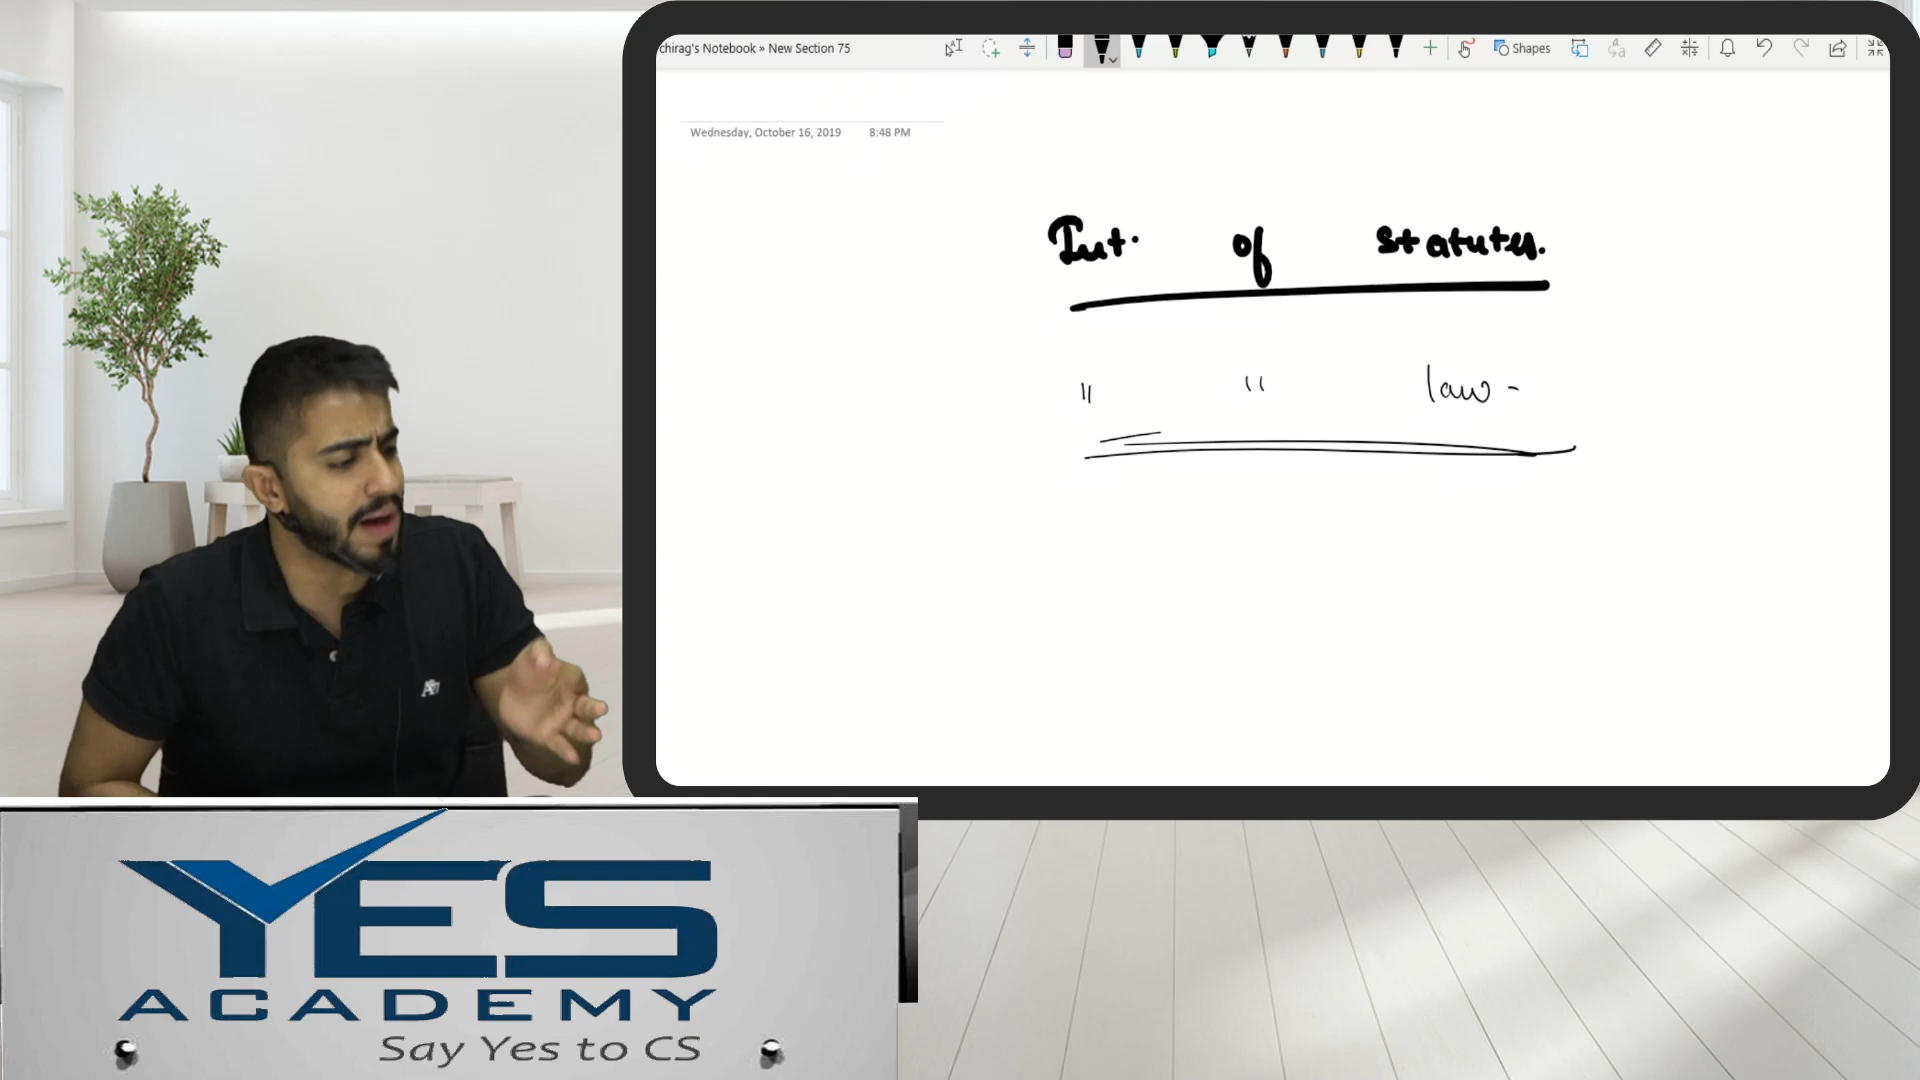 chirag's Notebook » New Section 75
Shapes
Wednesday, October 16, 2019 8:48 PM
Int. of statutes.
" " law -
YES
ACADEMY
Say Yes to CS